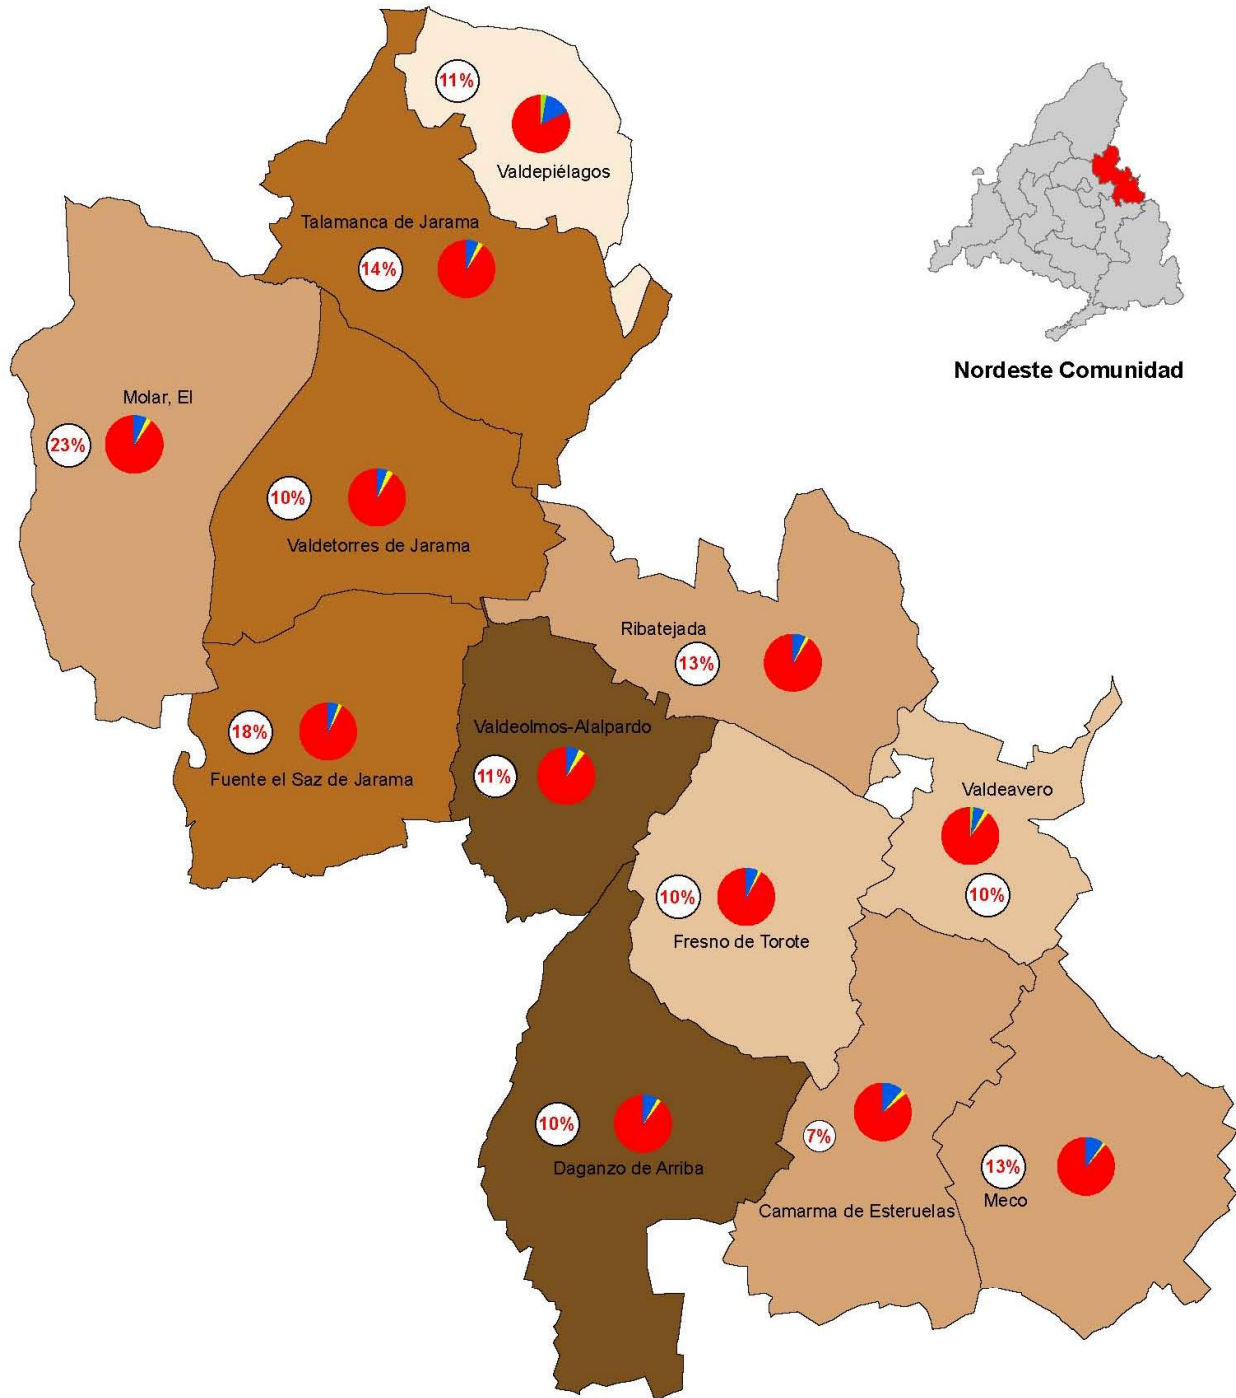 11%
Valdepiélagos
Talamanca de Jarama
14%
Nordeste Comunidad
Molar, El
23%
10%
Valdetorres de Jarama
Ribatejada
13%
18%
Fuente el Saz de Jarama
Valdeolmos-Alalpardo
11%
Valdeavero
10%
10%
Fresno de Torote
10%
Daganzo de Arriba
7%
Camarma de Esteruelas
13%
Meco